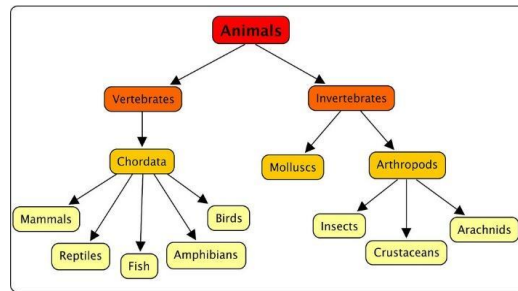 Animals
Vertebrates
Invertebrates
Chordata
Molluscs
Arthropods
Mammals
Reptiles
Fish
Amphibians
Birds
Insects
Crustaceans
Arachnids